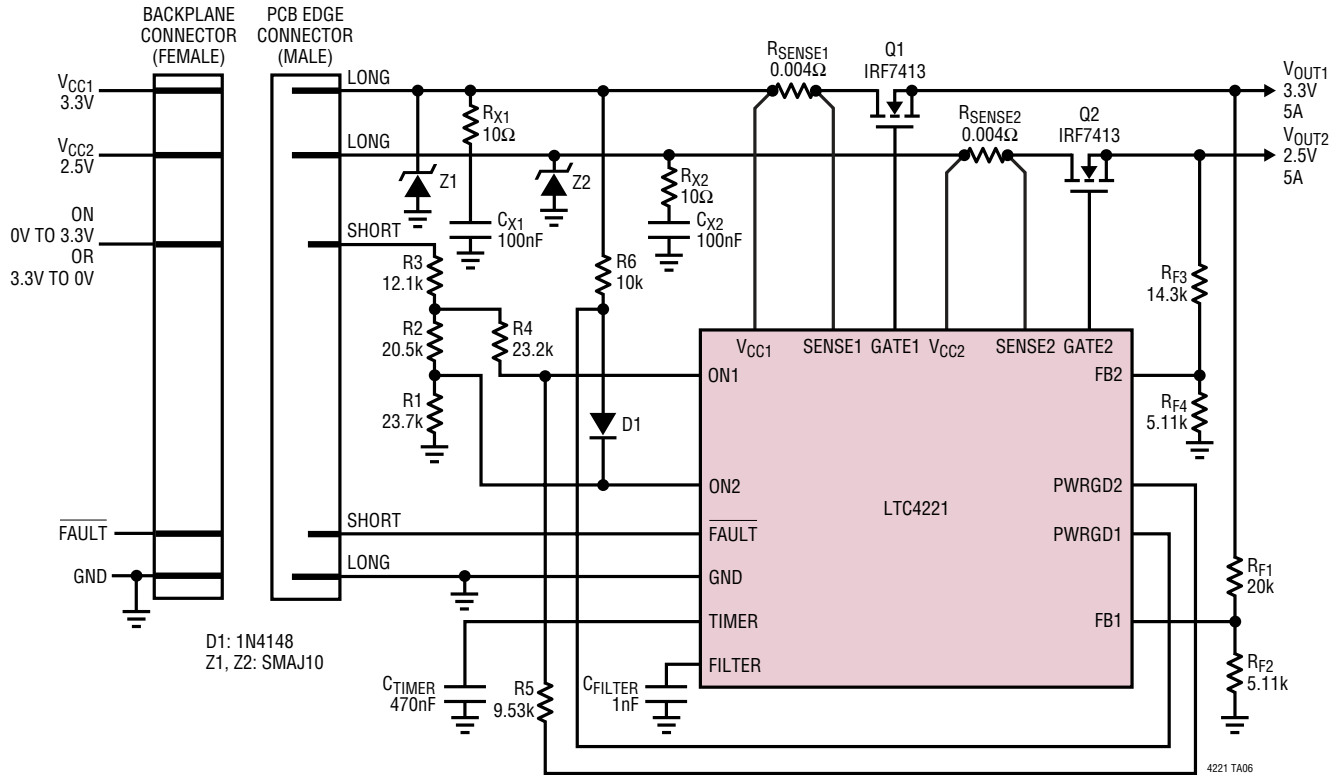 BACKPLANE
CONNECTOR
(FEMALE)
PCB EDGE
CONNECTOR
(MALE)
VCC1
3.3V
VCC2
2.5V
ON
0V TO 3.3V
OR
3.3V TO 0V
FAULT
GND
LONG
LONG
SHORT
SHORT
LONG
Z1
RX1
10Ω
CX1
100nF
Z2
RX2
10Ω
CX2
100nF
RSENSE1
0.004Ω
Q1
IRF7413
RSENSE2
0.004Ω
Q2
IRF7413
VOUT1
3.3V
5A
VOUT2
2.5V
5A
R3
12.1k
R2
20.5k
R1
23.7k
R4
23.2k
R6
10k
D1
RF3
14.3k
RF4
5.11k
RF1
20k
RF2
5.11k
VCC1
SENSE1
GATE1
VCC2
SENSE2
GATE2
ON1
ON2
FAULT
GND
TIMER
FILTER
LTC4221
FB2
PWRGD2
PWRGD1
FB1
D1: 1N4148
Z1, Z2: SMAJ10
CTIMER
470nF
R5
9.53k
CFILTER
1nF
4221 TA06